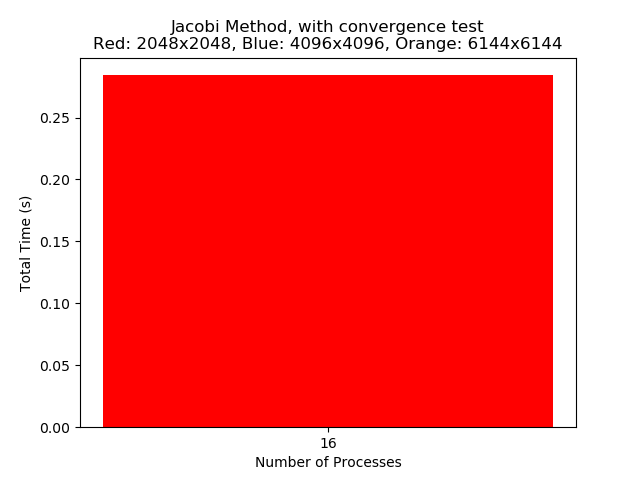 Jacobi Method, with convergence test
Red: 2048x2048, Blue: 4096x4096, Orange: 6144x6144
0.25
0.20
0.15
0.10
0.05
0.00
Total Time (s)
16
Number of Processes